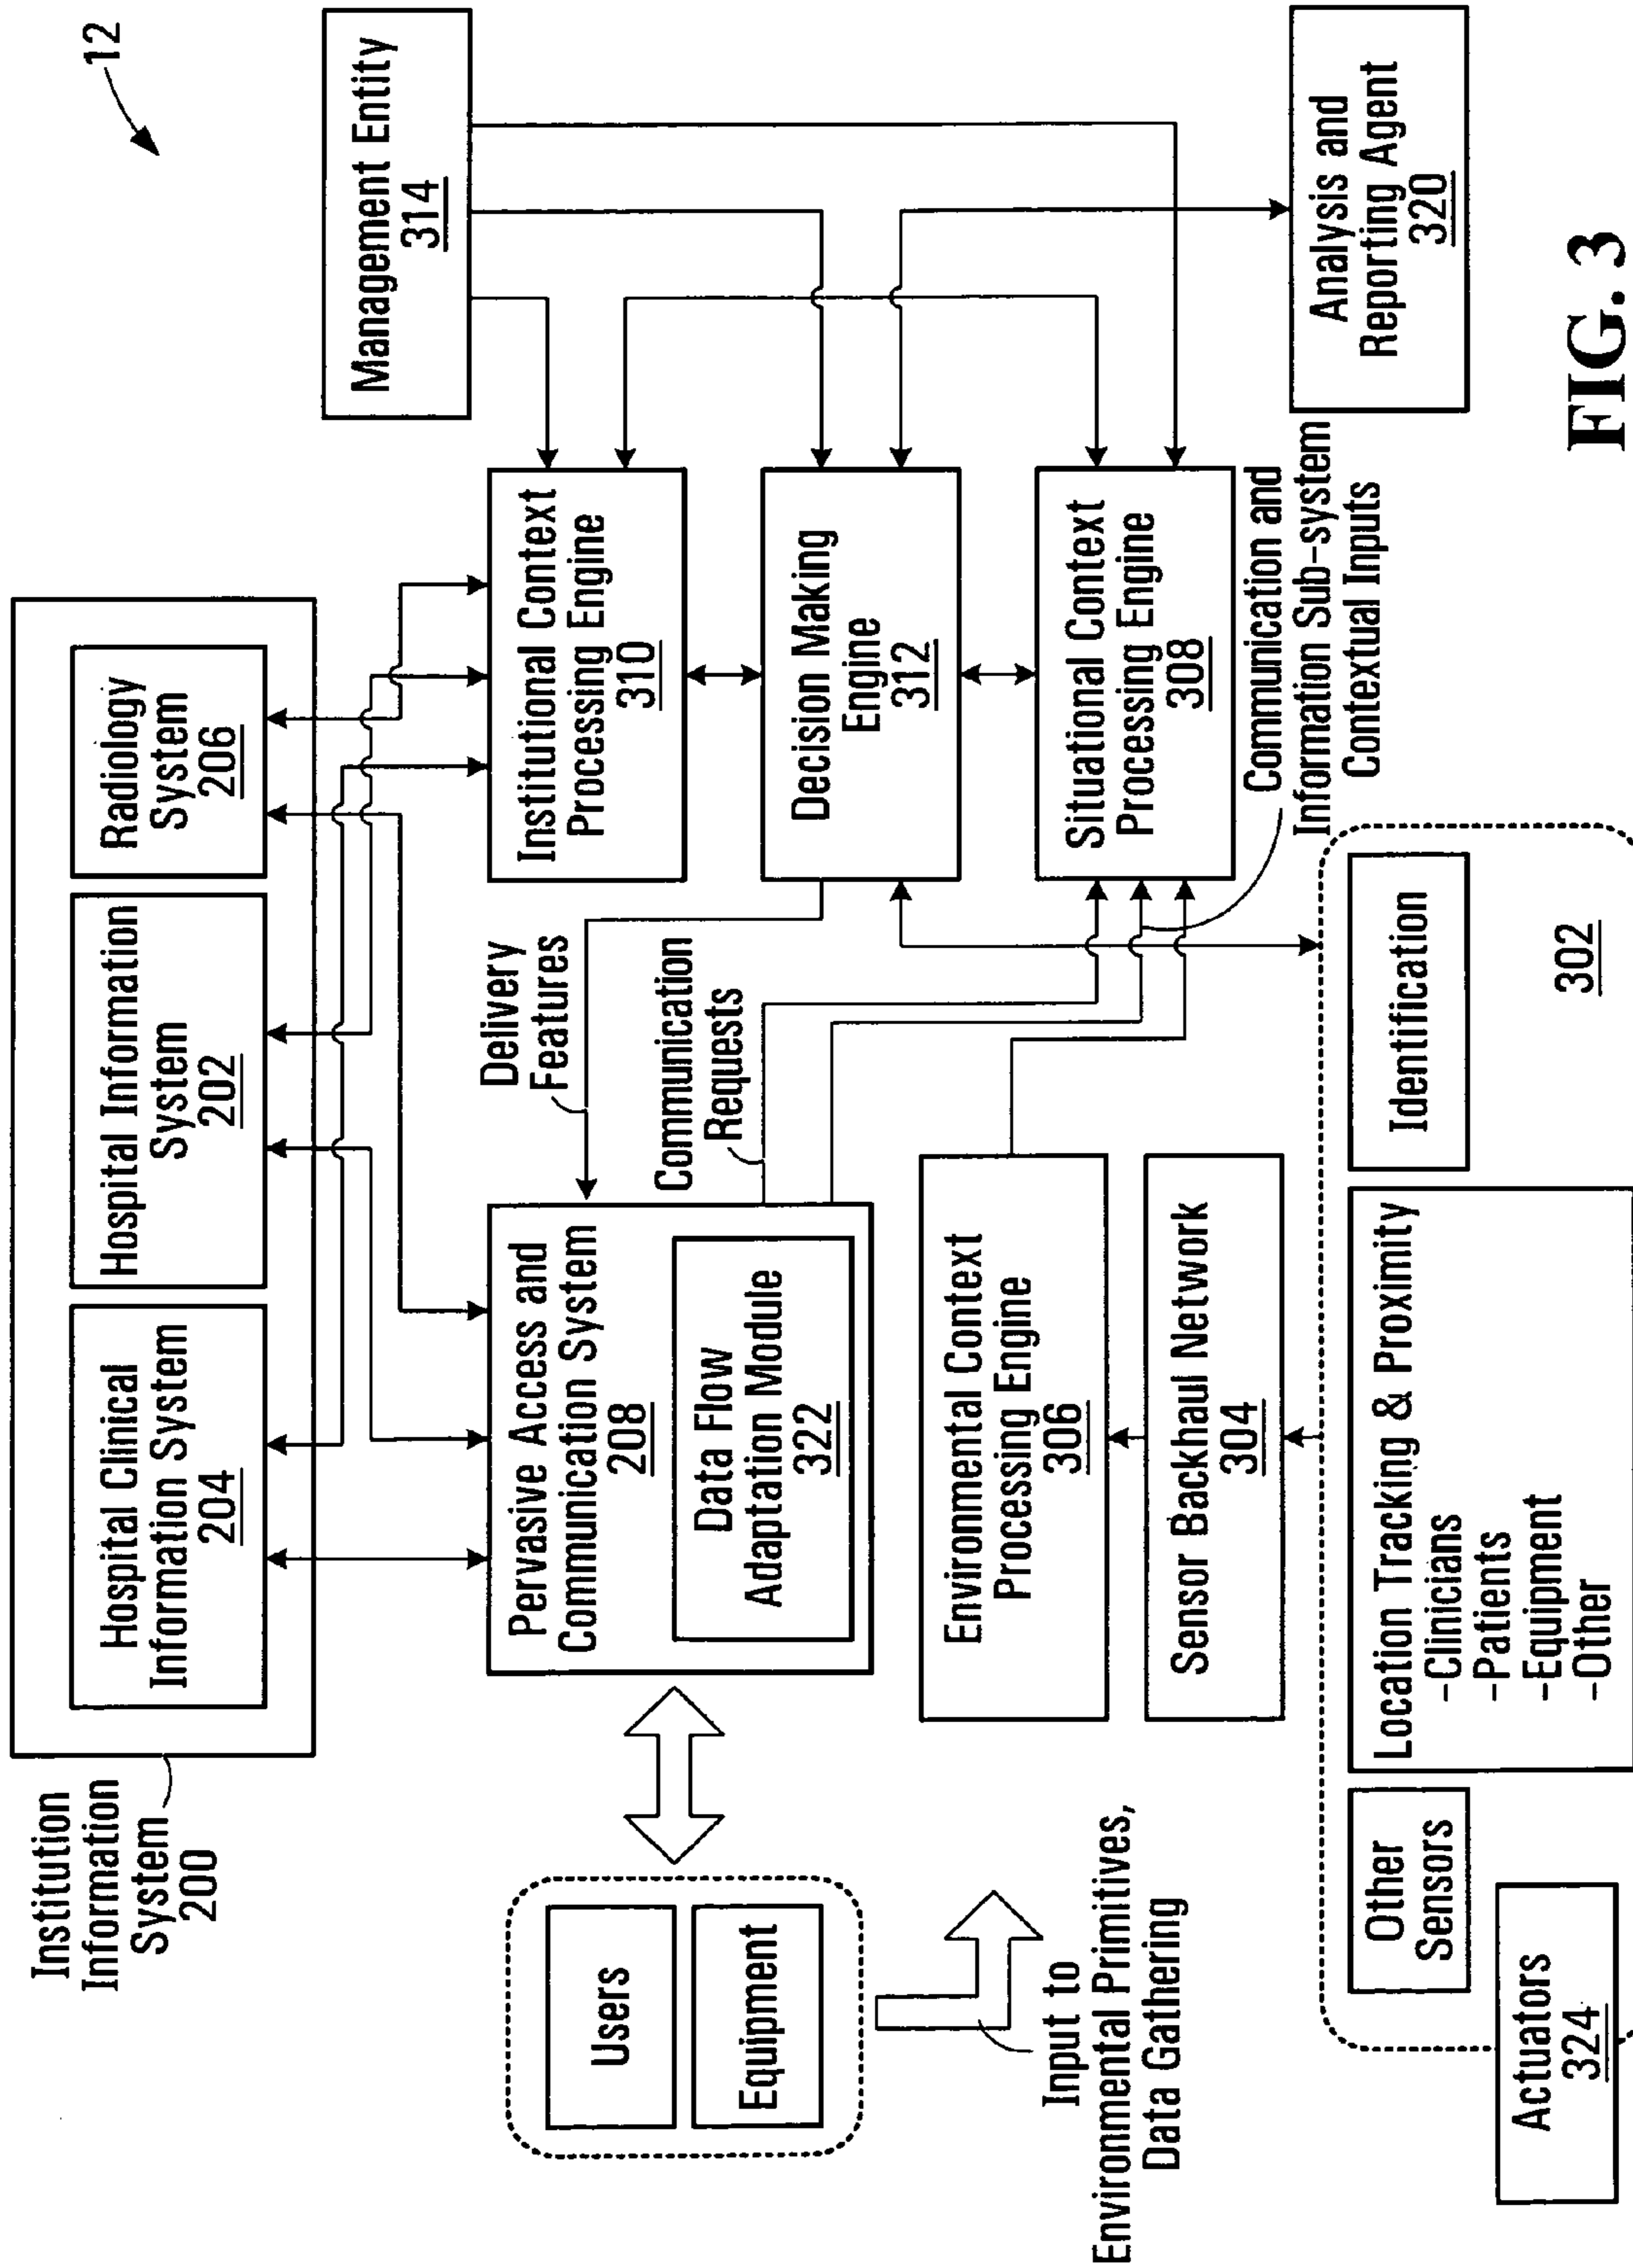 12
Institution
Information
System
200
Hospital Clinical
Information System
204
Hospital Information
System
202
Radiology
System
206
Management Entity
314
Users
Equipment
Pervasive Access and
Communication System
208
Data Flow
Adaptation Module
322
Delivery
Features
Communication
Requests
Institutional Context
Processing Engine
310
Decision Making
Engine
312
Situational Context
Processing Engine
308
Environmental Context
Processing Engine
306
Sensor Backhaul Network
304
Input to
Environmental Primitives,
Data Gathering
Communication and
Information Sub-system
Contextual Inputs
Analysis and
Reporting Agent
320
Actuators
324
Other
Sensors
Location Tracking & Proximity
-Clinicians
-Patients
-Equipment
-Other
Identification
302
FIG. 3